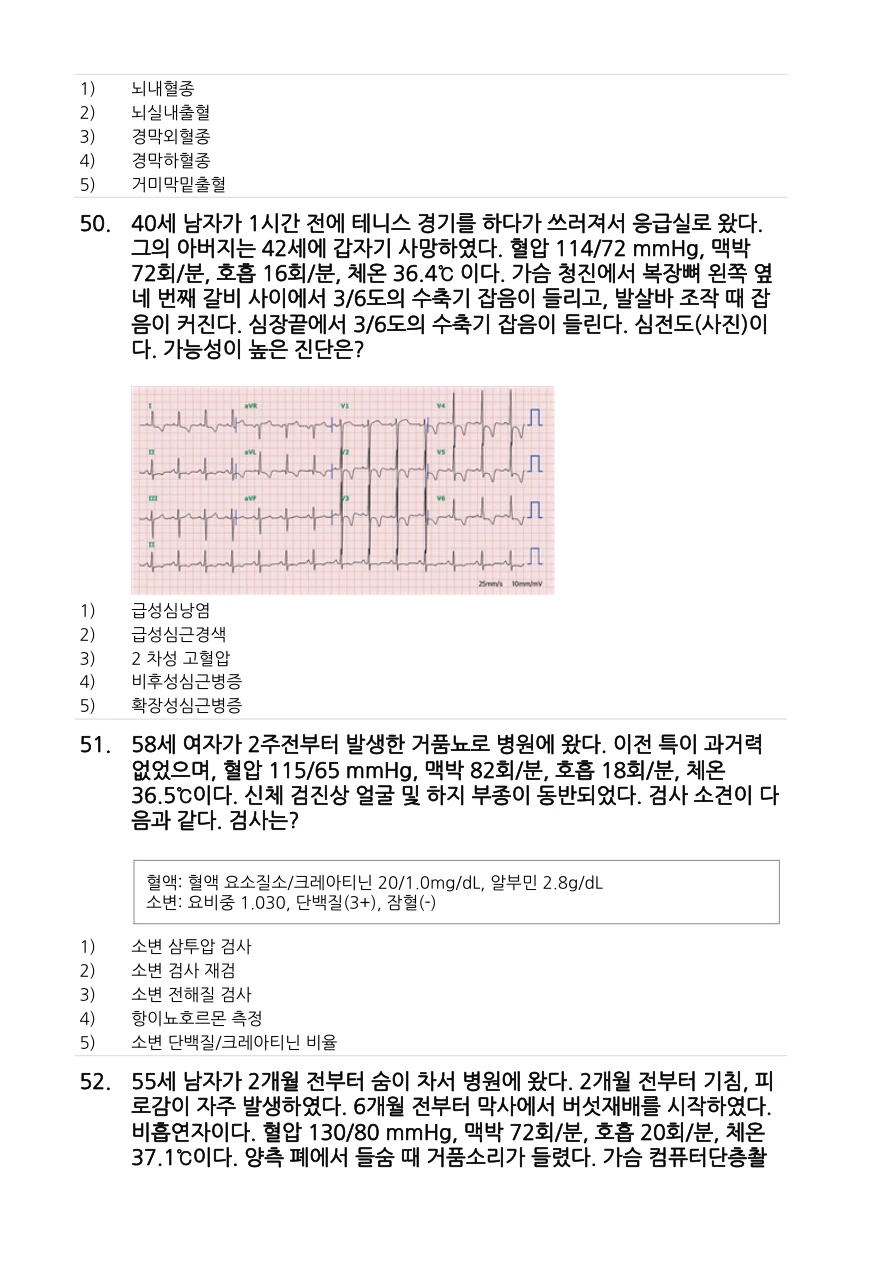 1) 뇌내혈종
2) 뇌실내출혈
3) 경막외혈종
4) 경막하혈종
5) 거미막밑출혈
50. 40세 남자가 1시간 전에 테니스 경기를 하다가 쓰러져서 응급실로 왔다.
그의 아버지는 42세에 갑자기 사망하였다. 혈압 114/72 mmHg, 맥박
72회/분, 호흡 16회/분, 체온 36.4℃ 이다. 가슴 청진에서 복장뼈 왼쪽 옆
네 번째 갈비 사이에서 3/6도의 수축기 잡음이 들리고, 발살바 조작 때 잡
음이 커진다. 심장끝에서 3/6도의 수축기 잡음이 들린다. 심전도(사진)이
다. 가능성이 높은 진단은?
I aVR V1 V4
II aVL V2 V5
III aVF V3 V6
II
25mm/s 10mm/mV
1) 급성심낭염
2) 급성심근경색
3) 2 차성 고혈압
4) 비후성심근병증
5) 확장성심근병증
51. 58세 여자가 2주전부터 발생한 거품뇨로 병원에 왔다. 이전 특이 과거력
없었으며, 혈압 115/65 mmHg, 맥박 82회/분, 호흡 18회/분, 체온
36.5℃이다. 신체 검진상 얼굴 및 하지 부종이 동반되었다. 검사 소견이 다
음과 같다. 검사는?
혈액: 혈액 요소질소/크레아티닌 20/1.0mg/dL, 알부민 2.8g/dL
소변: 요비중 1.030, 단백질(3+), 잠혈(-)
1) 소변 삼투압 검사
2) 소변 검사 재검
3) 소변 전해질 검사
4) 항이뇨호르몬 측정
5) 소변 단백질/크레아티닌 비율
52. 55세 남자가 2개월 전부터 숨이 차서 병원에 왔다. 2개월 전부터 기침, 피
로감이 자주 발생하였다. 6개월 전부터 막사에서 버섯재배를 시작하였다.
비흡연자이다. 혈압 130/80 mmHg, 맥박 72회/분, 호흡 20회/분, 체온
37.1℃이다. 양측 폐에서 들숨 때 거품소리가 들렸다. 가슴 컴퓨터단층촬